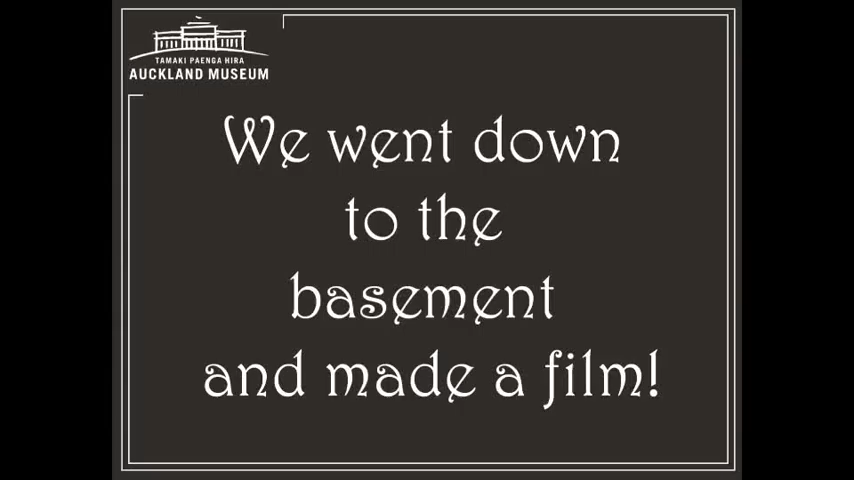 TAMAKI PAENGA HIRA
AUCKLAND MUSEUM
We went down
to the
basement
and made a film!